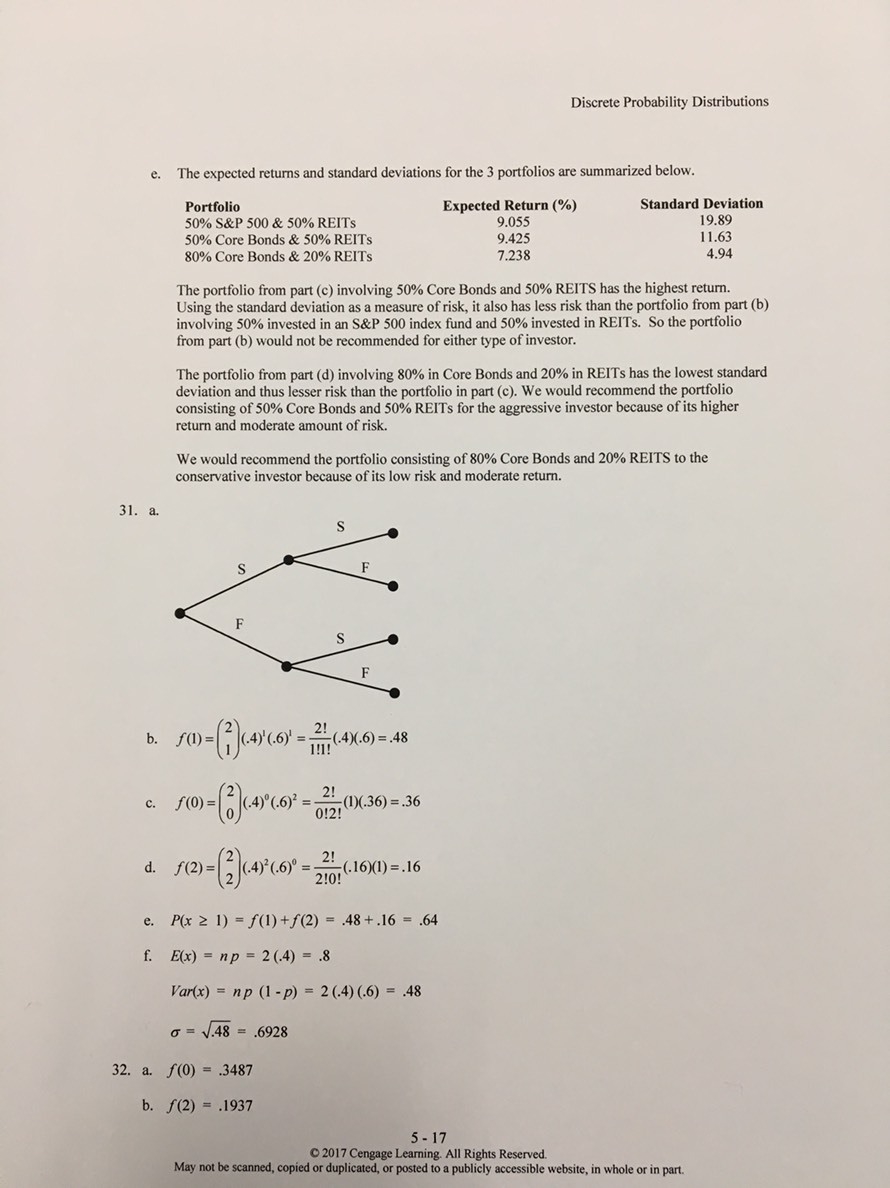 Discrete Probability Distributions
e. The expected returns and standard deviations for the 3 portfolios are summarized below.
Portfolio Expected Return (%) Standard Deviation
50% S&P 500 & 50% REITs 9.055 19.89
50% Core Bonds & 50% REITs 9.425 11.63
80% Core Bonds & 20% REITs 7.238 4.94
The portfolio from part (c) involving 50% Core Bonds and 50% REITS has the highest return.
Using the standard deviation as a measure of risk, it also has less risk than the portfolio from part (b)
involving 50% invested in an S&P 500 index fund and 50% invested in REITs. So the portfolio
from part (b) would not be recommended for either type of investor.
The portfolio from part (d) involving 80% in Core Bonds and 20% in REITs has the lowest standard
deviation and thus lesser risk than the portfolio in part (c). We would recommend the portfolio
consisting of 50% Core Bonds and 50% REITs for the aggressive investor because of its higher
return and moderate amount of risk.
We would recommend the portfolio consisting of 80% Core Bonds and 20% REITS to the
conservative investor because of its low risk and moderate return.
31. a.
S
S
F
F
S
F
b. f(1) = (2 1)(.4)¹(.6)¹ = 2!/1!1! (.4)(.6) = .48
c. f(0) = (2 0)(.4)⁰(.6)² = 2!/0!2! (1)(.36) = .36
d. f(2) = (2 2)(.4)²(.6)⁰ = 2!/2!0! (.16)(1) = .16
e. P(x ≥ 1) = f(1) + f(2) = .48 + .16 = .64
f. E(x) = n p = 2 (.4) = .8
Var(x) = n p (1 - p) = 2 (.4) (.6) = .48
σ = √.48 = .6928
32. a. f(0) = .3487
b. f(2) = .1937
5 - 17
© 2017 Cengage Learning. All Rights Reserved.
May not be scanned, copied or duplicated, or posted to a publicly accessible website, in whole or in part.